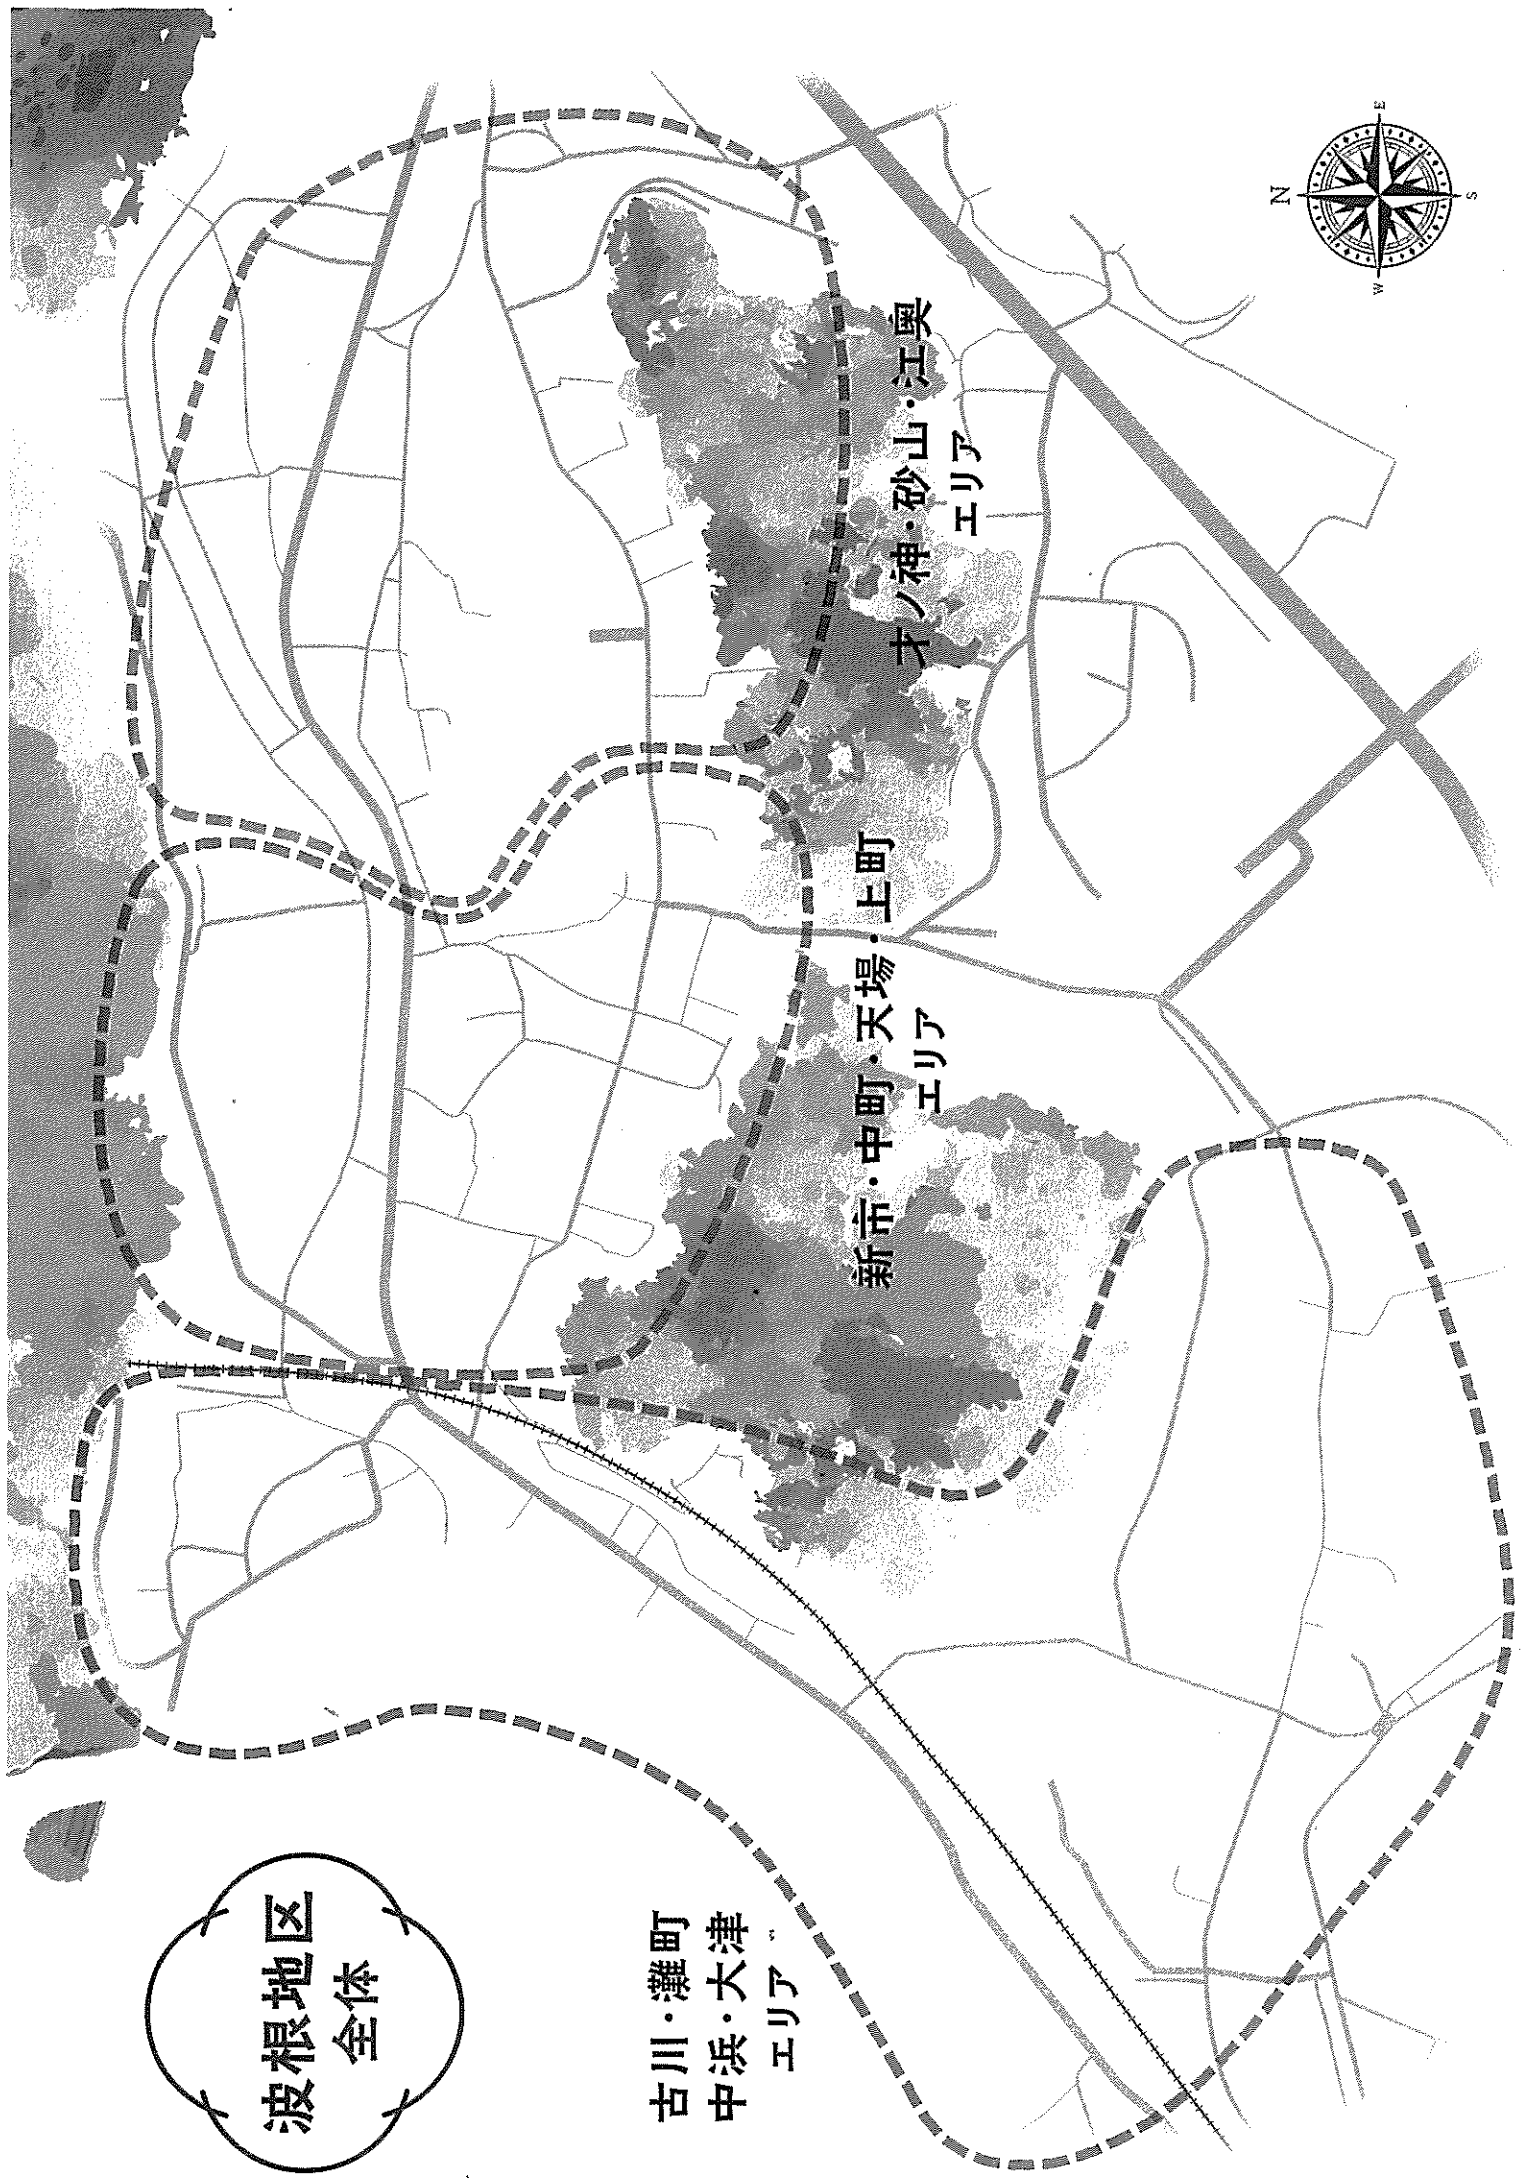 波根地区
全体
古川・灘町
中浜・大津
エリア
新市・中町・天場・上町
エリア
才ノ神・砂山・江奥
エリア
N
E
S
W